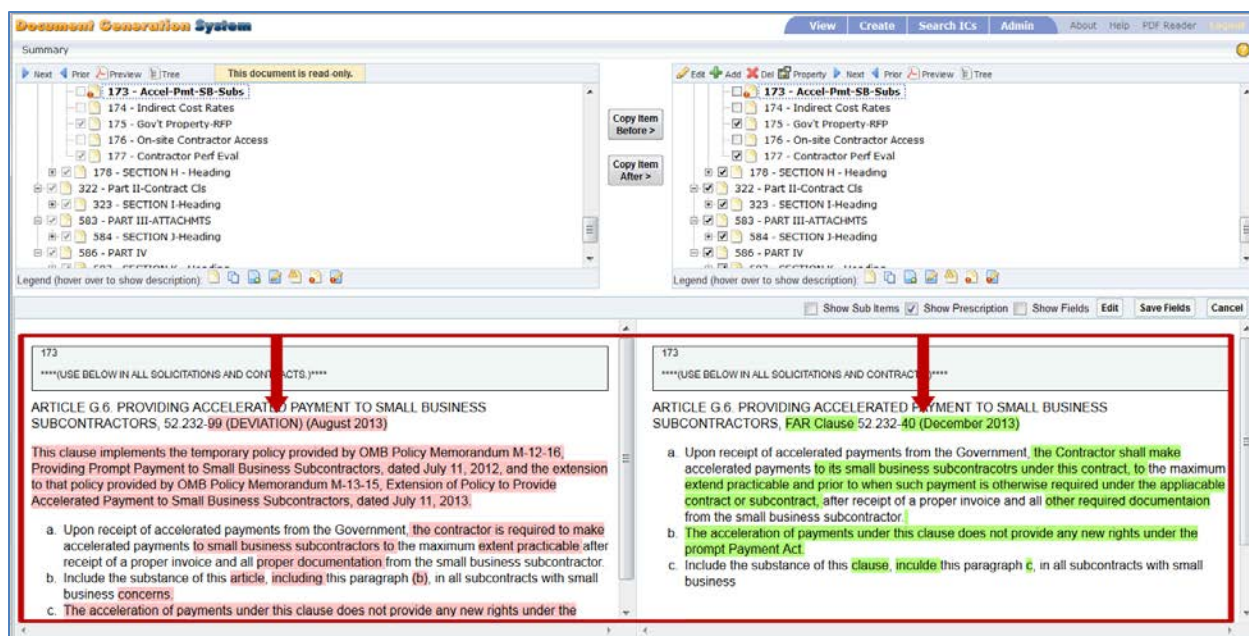 Document Generation System
View Create Search ICs Admin About Help PDF Reader Logout
Summary
Next Prior Preview Tree This document is read-only.
173 - Accel-Pmt-SB-Subs
174 - Indirect Cost Rates
175 - Gov't Property-RFP
176 - On-site Contractor Access
177 - Contractor Perf Eval
178 - SECTION H - Heading
322 - Part II-Contract Cls
323 - SECTION I-Heading
583 - PART III-ATTACHMTS
584 - SECTION J-Heading
586 - PART IV
Legend (hover over to show description):
Copy Item
Before >
Copy Item
After >
Edit Add Del Property Next Prior Preview Tree
173 - Accel-Pmt-SB-Subs
174 - Indirect Cost Rates
175 - Gov't Property-RFP
176 - On-site Contractor Access
177 - Contractor Perf Eval
178 - SECTION H - Heading
322 - Part II-Contract Cls
323 - SECTION I-Heading
583 - PART III-ATTACHMTS
584 - SECTION J-Heading
586 - PART IV
Legend (hover over to show description):
Show Sub Items Show Prescription Show Fields Edit Save Fields Cancel
173
****(USE BELOW IN ALL SOLICITATIONS AND CONTRACTS.)****
ARTICLE G.6. PROVIDING ACCELERATED PAYMENT TO SMALL BUSINESS
SUBCONTRACTORS, 52.232-99 (DEVIATION) (August 2013)
This clause implements the temporary policy provided by OMB Policy Memorandum M-12-16,
Providing Prompt Payment to Small Business Subcontractors, dated July 11, 2012, and the extension
to that policy provided by OMB Policy Memorandum M-13-15, Extension of Policy to Provide
Accelerated Payment to Small Business Subcontractors, dated July 11, 2013.
a. Upon receipt of accelerated payments from the Government, the contractor is required to make
accelerated payments to small business subcontractors to the maximum extent practicable after
receipt of a proper invoice and all proper documentation from the small business subcontractor.
b. Include the substance of this article, including this paragraph (b), in all subcontracts with small
business concerns.
c. The acceleration of payments under this clause does not provide any new rights under the
173
****(USE BELOW IN ALL SOLICITATIONS AND CONTRACTS.)****
ARTICLE G.6. PROVIDING ACCELERATED PAYMENT TO SMALL BUSINESS
SUBCONTRACTORS, FAR Clause 52.232-40 (December 2013)
a. Upon receipt of accelerated payments from the Government, the Contractor shall make
accelerated payments to its small business subcontracotrs under this contract, to the maximum
extend practicable and prior to when such payment is otherwise required under the appliacable
contract or subcontract, after receipt of a proper invoice and all other required documentaion
from the small business subcontractor.
b. The acceleration of payments under this clause does not provide any new rights under the
prompt Payment Act.
c. Include the substance of this clause, inculde this paragraph c, in all subcontracts with small
business